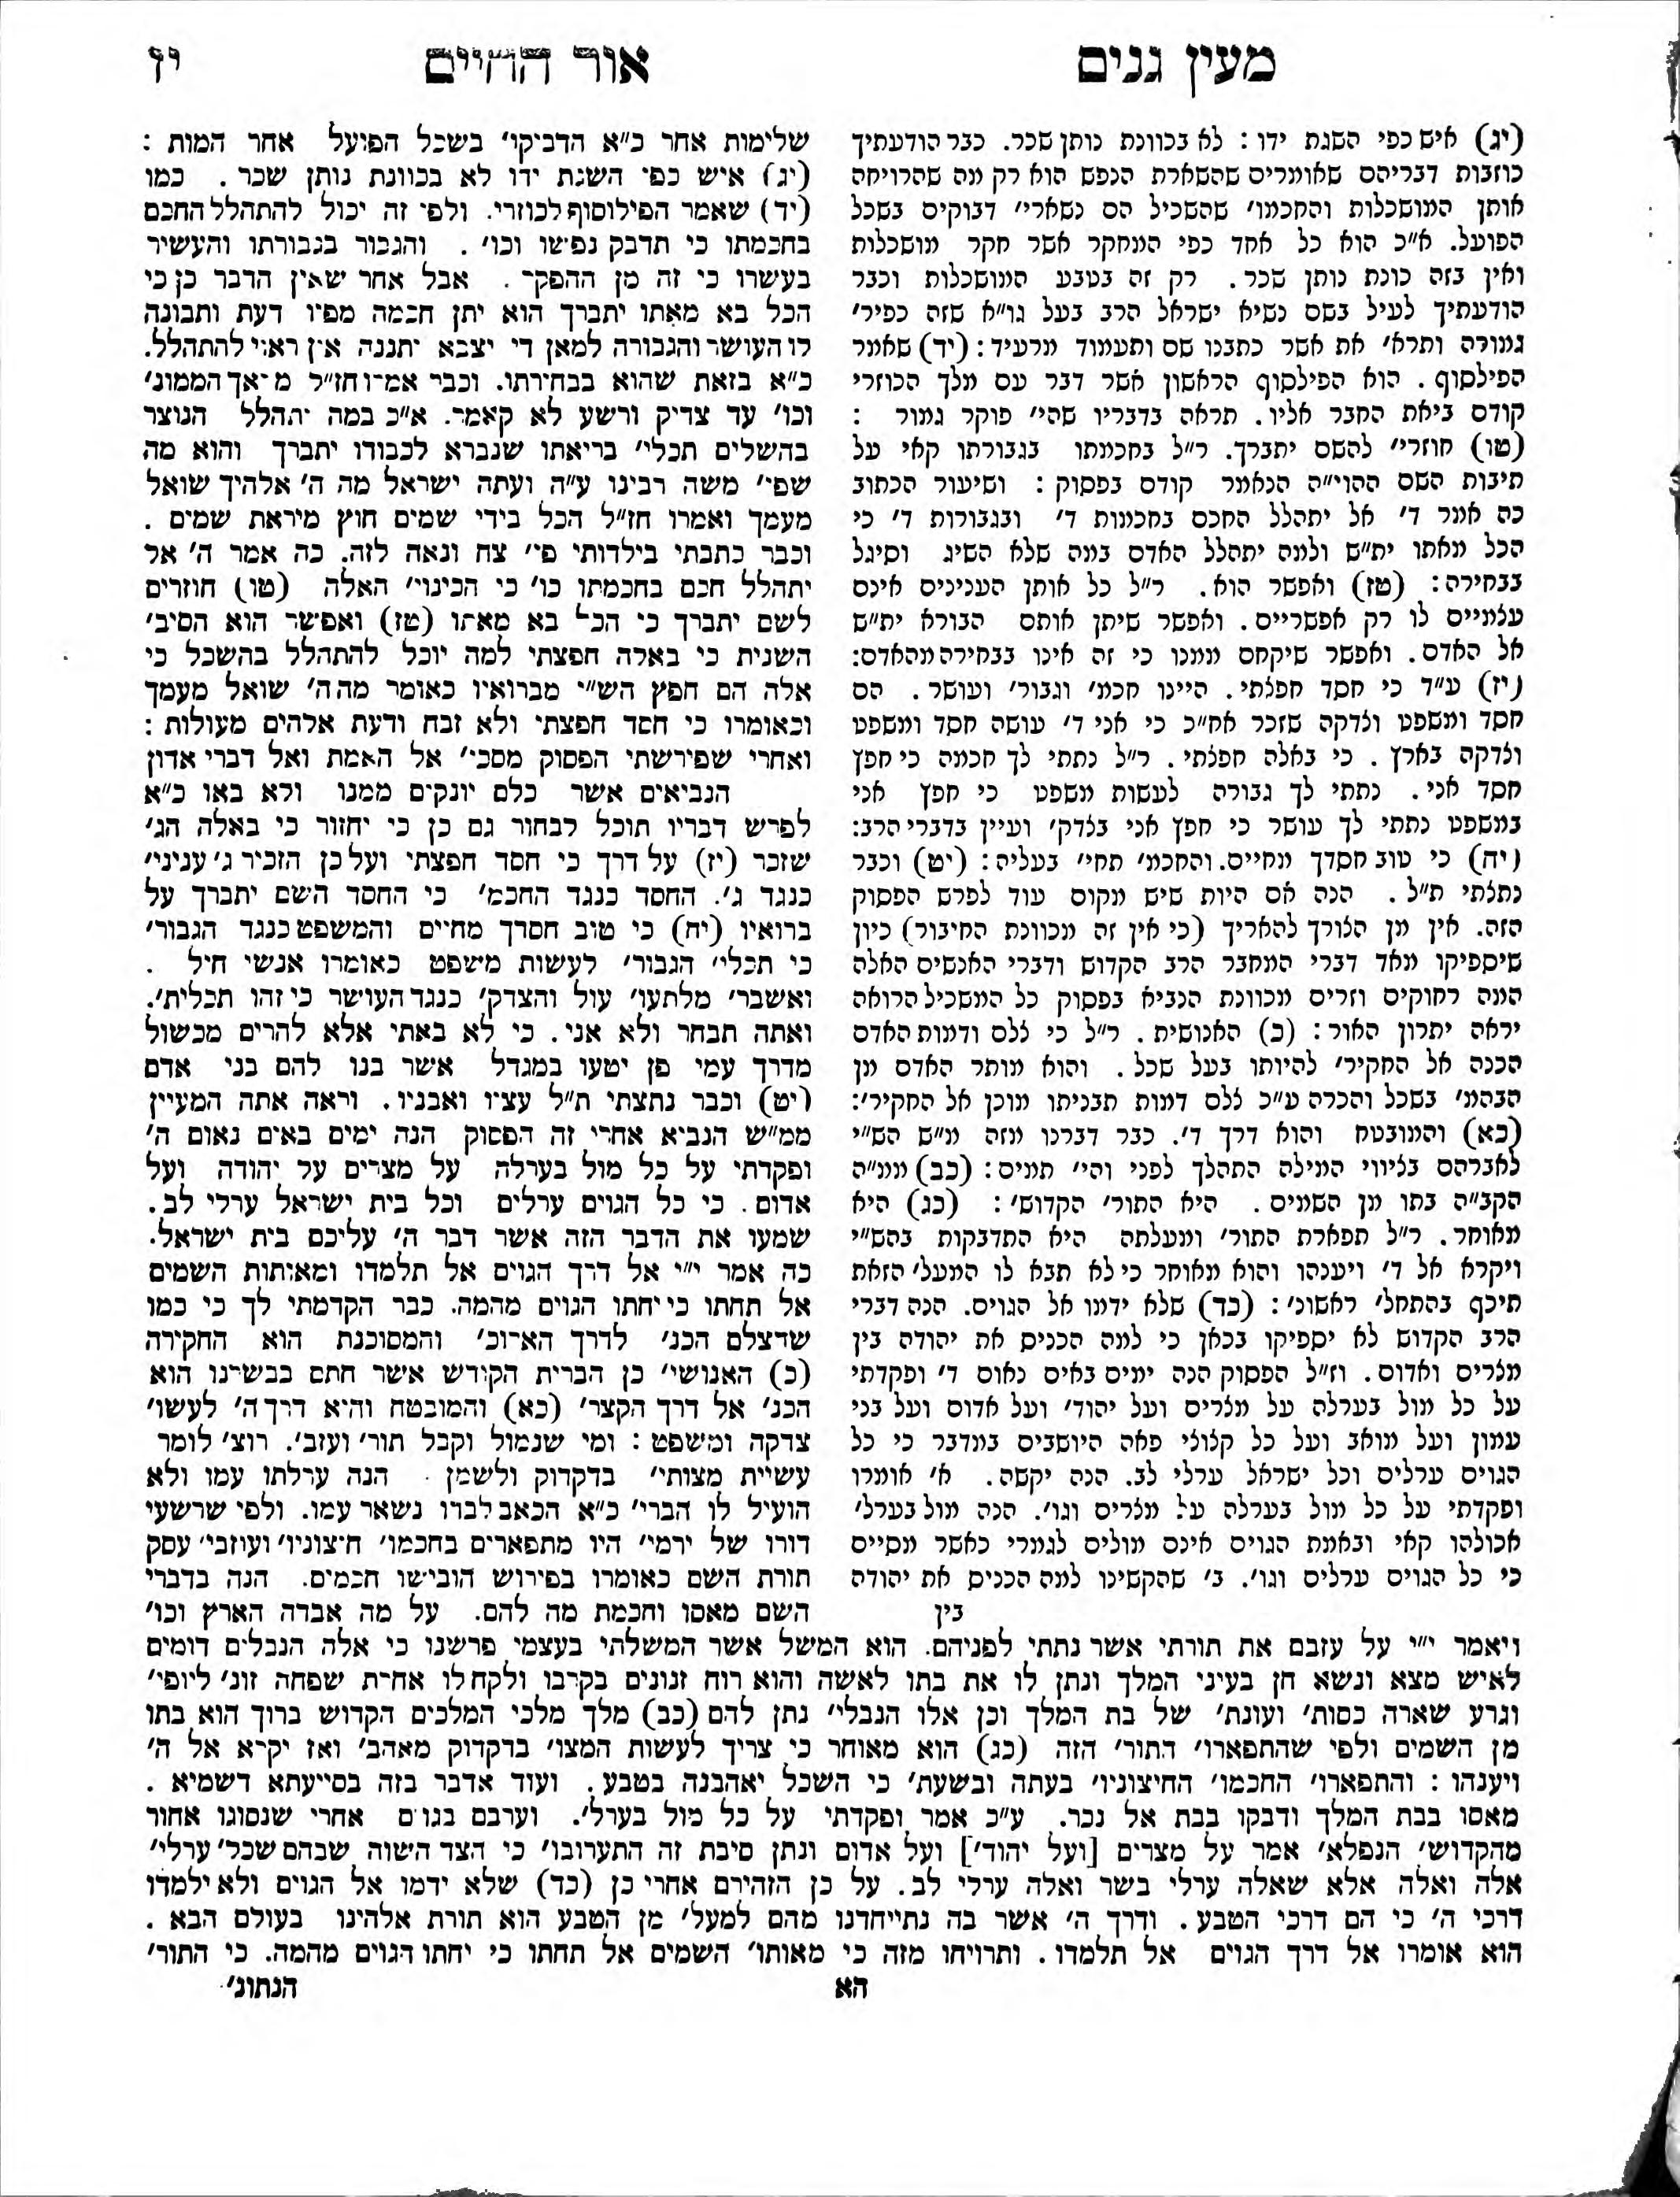 מעין גנים
אור החיים
יז
(יג) איש כפי השגת ידו : לא בכוונת נותן שכר. כבר הודעתיך
כוזבות דבריהם שאומרים שהשארת הנפש הוא רק מה שהרויחה
אותן המושכלות והחכמו׳ שהשכיל הם נשארי׳ דבוקים בשכל
הפועל. א״כ הוא כל אחד כפי המחקר אשר חקר מושכלות
ואין בזה כונת נותן שכר. רק זה בטבע המושכלות וכבר
הודעתיך לעיל בשם נשיא ישראל הרב בעל גו״א שזה כפיר׳
גמורה ותרא׳ את אשר כתבנו שם ותעמוד מרעיד : (יד) שאמר
הפילסוף. הוא הפילסוף הראשון אשר דבר עם מלך הכוזרי
קודם ביאת החבר אליו. תראה בדבריו שהי׳ פוקר גמור :
(טו) חוזרי׳ להשם יתברך. ר״ל בחכמתו בגבורתו קאי על
תיבות השם ההוי״ה הנאמר קודם בפסוק : ושיעור הכתוב
כה אמר ד׳ אל יתהלל החכם בחכמות ד׳ ובגבורות ד׳ כי
הכל מאתו ית״ש ולמה יתהלל האדם במה שלא השיג וסיגל
בבחירה : (טז) ואפשר הוא. ר״ל כל אותן הענינים אינם
עצמיים לו רק אפשריים. ואפשר שיתן אותם הבורא ית״ש
אל האדם. ואפשר שיקחם ממנו כי זה אינו בבחירה מהאדם:
(יז) ע״ד כי חסד חפצתי. היינו חכמ׳ וגבור׳ ועושר. הם
חסד ומשפט וצדקה שזכר אח״כ כי אני ד׳ עושה חסד ומשפט
וצדקה בארץ. כי באלה חפצתי. ר״ל נתתי לך חכמה כי חפץ
חסד אני. נתתי לך גבורה לעשות משפט כי חפץ אני
במשפט נתתי לך עושר כי חפץ אני בצדק׳ ועיין בדברי הרב:
(יח) כי טוב חסדך מחיים. והחכמ׳ תחי׳ בעליה : (יט) וכבר
נתצתי ת״ל. הנה אם היות שיש מקום עוד לפרש הפסוק
הזה. אין מן הצורך להאריך (כי אין זה מכוונת החיבור) כיון
שיספיקו מאד דברי המחבר הרב הקדוש ודברי האנשים האלה
המה רחוקים וזרים מכוונת הנביא בפסוק כל המשכיל הרואה
יראה יתרון האור : (כ) האנושית. ר״ל כי צלם ודמות האדם
הכנה אל החקיר׳ להיותו בעל שכל. והוא מותר האדם מן
הבהמ׳ בשכל והכרה ע״כ צלם דמות תבניתו מוכן אל החקיר׳:
(כא) והמובטח והוא דרך ד׳. כבר דברנו מזה מ״ש הש״י
לאברהם בציווי המילה התהלך לפני והי׳ תמים : (כב) ממ״ה
הקב״ה בתו מן השמים. היא התור׳ הקדוש׳ : (כג) היא
מאוחר. ר״ל תפארת התור׳ ומעלתה היא התדבקות בהש״י
ויקרא אל ד׳ ויענהו והוא מאוחר כי לא תבא לו המעל׳ הזאת
תיכף בהתחל׳ ראשונ׳ : (כד) שלא ידמו אל הגוים. הנה דברי
הרב הקדוש לא יספיקו בכאן כי למה הכניס את יהודה בין
מצרים ואדום. וז״ל הפסוק הנה ימים באים נאום ד׳ ופקדתי
על כל מול בערלה על מצרים ועל יהוד׳ ועל אדום ועל בני
עמון ועל מואב ועל כל קצוצי פאה היושבים במדבר כי כל
הגוים ערלים וכל ישראל ערלי לב. הנה יקשה. א׳ אומרו
ופקדתי על כל מול בערלה על מצרים וגו׳. הנה מול בערל׳
אכולהו קאי ובאמת הגוים אינם מולים לגמרי כאשר מסיים
כי כל הגוים ערלים וגו׳. ב׳ שהקשינו למה הכניס את יהודה
בין
שלימות אחר כ״א הדביקו׳ בשכל הפועל אחר המות :
(יג) איש כפי השגת ידו לא בכוונת נותן שכר. כמו
(יד) שאמר הפילוסוף לכוזרי. ולפי זה יכול להתהלל החכם
בחכמתו כי תדבק נפישו וכו׳. והגבור בגבורתו והעשיר
בעשרו כי זה מן ההפקר. אבל אחר שאין הדבר כן כי
הכל בא מאתו יתברך הוא יתן חכמה מפיו דעת ותבונה
לו העושר והגבורה למאן די יצבא יתננה אין ראוי להתהלל.
כ״א בזאת שהוא בבחירתו. וכבר אמרו חז״ל מלאך הממונ׳
וכו׳ עד צדיק ורשע לא קאמר. א״כ במה יתהלל הנוצר
בהשלים תכלי׳ בריאתו שנברא לכבודו יתברך והוא מה
שפי׳ משה רבינו ע״ה ועתה ישראל מה ה׳ אלהיך שואל
מעמך ואמרו חז״ל הכל בידי שמים חוץ מיראת שמים.
וכבר כתבתי בילדותי פי׳ צח ונאה לזה. כה אמר ה׳ אל
יתהלל חכם בחכמתו כו׳ כי הכינוי׳ האלה (טו) חוזרים
לשם יתברך כי הכל בא מאתו (טז) ואפשר הוא הסיב׳
השנית כי באלה חפצתי למה יוכל להתהלל בהשכל כי
אלה הם חפץ הש״י מברואיו כאומר מה ה׳ שואל מעמך
וכאומרו כי חסד חפצתי ולא זבח ודעת אלהים מעולות :
ואחרי שפירשתי הפסוק מסכי׳ אל האמת ואל דברי אדון
הנביאים אשר כלם יונקים ממנו ולא באו כ״א
לפרש דבריו תוכל לבחור גם כן כי יחזור כי באלה הג׳
שזכר (יז) על דרך כי חסד חפצתי ועל כן הזכיר ג׳ עניני׳
כנגד ג׳. החסד כנגד החכמ׳ כי החסד השם יתברך על
ברואיו (יח) כי טוב חסדך מחיים והמשפט כנגד הגבור׳
כי תכלי׳ הגבור׳ לעשות משפט כאומרו אנשי חיל.
ואשבר׳ מלתעו׳ עול והצדק׳ כנגד העושר כי זהו תכלית׳.
ואתה תבחר ולא אני. כי לא באתי אלא להרים מכשול
מדרך עמי פן יטעו במגדל אשר בנו להם בני אדם
(יט) וכבר נתצתי ת״ל עציו ואבניו. וראה אתה המעיין
ממ״ש הנביא אחרי זה הפסוק הנה ימים באים נאום ה׳
ופקדתי על כל מול בערלה על מצרים על יהודה ועל
אדום. כי כל הגוים ערלים וכל בית ישראל ערלי לב.
שמעו את הדבר הזה אשר דבר ה׳ עליכם בית ישראל.
כה אמר י״י אל דרך הגוים אל תלמדו ומאותות השמים
אל תחתו כי יחתו הגוים מהמה. כבר הקדמתי לך כי כמו
שהצלם הכנ׳ לדרך הארוכ׳ והמסוכנת הוא החקירה
(כ) האנושי׳ כן הברית הקודש אשר חתם בבשרינו הוא
הכנ׳ אל דרך הקצר׳ (כא) והמובטח והיא דרך ה׳ לעשו׳
צדקה ומשפט : ומי שנמול וקבל תור׳ ועזב׳. רוצ׳ לומר
עשיית מצותי׳ בדקדוק ולשמן. הנה ערלתו עמו ולא
הועיל לו הברי׳ כ״א הכאב לבדו נשאר עמו. ולפי שרשעי
דורו של ירמי׳ היו מתפארים בחכמו׳ חיצוניו׳ ועוזבי׳ עסק
תורת השם כאומרו בפירוש הובישו חכמים. הנה בדברי
השם מאסו וחכמת מה להם. על מה אבדה הארץ וכו׳
ויאמר י״י על עזבם את תורתי אשר נתתי לפניהם. הוא המשל אשר המשלתי בעצמי פרשנו כי אלה הנבלים דומים
לאיש מצא ונשא חן בעיני המלך ונתן לו את בתו לאשה והוא רוח זנונים בקרבו ולקח לו אחרת שפחה זונ׳ ליופי׳
וגרע שארה כסות׳ ועונת׳ של בת המלך וכן אלו הנבלי׳ נתן להם (כב) מלך מלכי המלכים הקדוש ברוך הוא בתו
מן השמים ולפי שהתפארו׳ התור׳ הזה (כג) הוא מאוחר כי צריך לעשות המצו׳ בדקדוק מאהב׳ ואז יקרא אל ה׳
ויענהו : והתפארו׳ החכמו׳ החיצוניו׳ בעתה ובשעת׳ כי השכל יאהבנה בטבע. ועוד אדבר בזה בסייעתא דשמיא.
מאסו בבת המלך ודבקו בבת אל נכר. ע״כ אמר ופקדתי על כל מול בערל׳. וערבם בגוים אחרי שנסוגו אחור
מהקדוש׳ הנפלא׳ אמר על מצרים [ועל יהוד׳] ועל אדום ונתן סיבת זה התערובו׳ כי הצד השוה שבהם שכל׳ ערלי׳
אלה ואלה אלא שאלה ערלי בשר ואלה ערלי לב. על כן הזהירם אחרי כן (כד) שלא ידמו אל הגוים ולא ילמדו
דרכי ה׳ כי הם דרכי הטבע. ודרך ה׳ אשר בה נתייחדנו מהם למעל׳ מן הטבע הוא תורת אלהינו בעולם הבא.
הוא אומרו אל דרך הגוים אל תלמדו. ותרויחו מזה כי מאותו׳ השמים אל תחתו כי יחתו הגוים מהמה. כי התור׳
הא
הנתונ׳